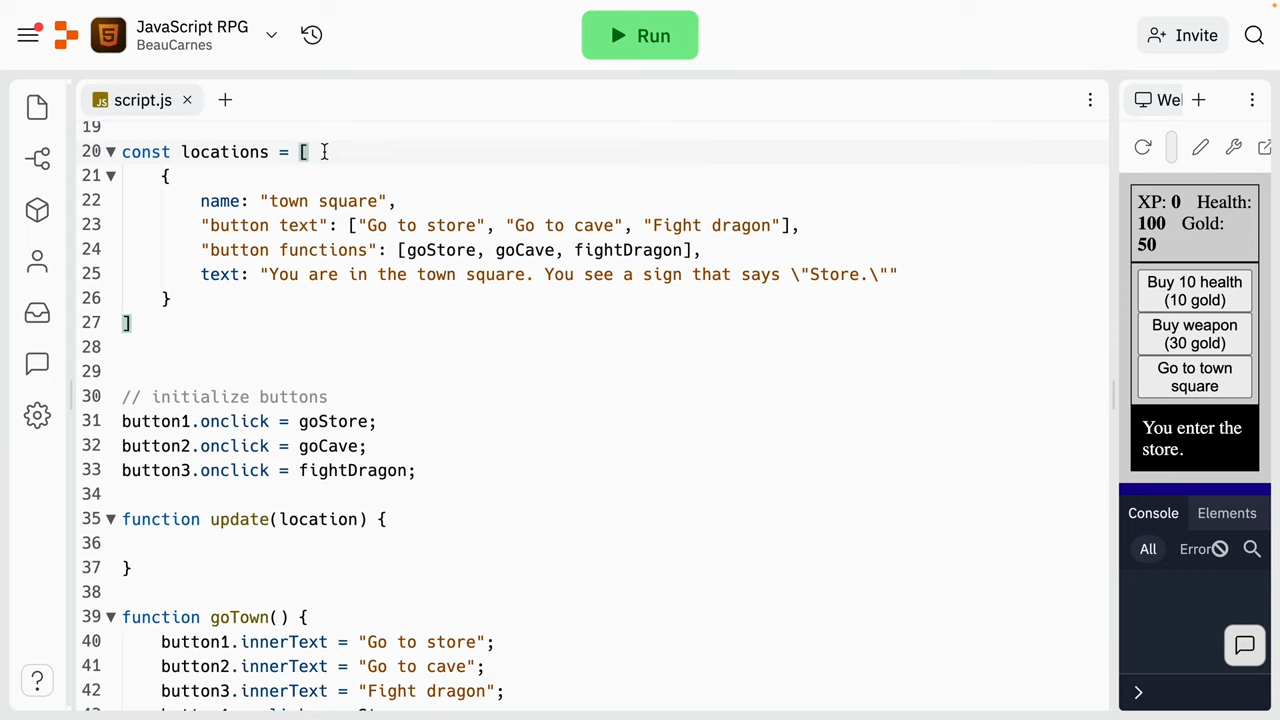 JavaScript RPG
BeauCarnes
Run
Invite
JS script.js × +
We +
19
20 const locations = [
21 {
22 name: "town square",
23 "button text": ["Go to store", "Go to cave", "Fight dragon"],
24 "button functions": [goStore, goCave, fightDragon],
25 text: "You are in the town square. You see a sign that says \"Store.\""
26 }
27 ]
28
29
30 // initialize buttons
31 button1.onclick = goStore;
32 button2.onclick = goCave;
33 button3.onclick = fightDragon;
34
35 function update(location) {
36
37 }
38
39 function goTown() {
40 button1.innerText = "Go to store";
41 button2.innerText = "Go to cave";
42 button3.innerText = "Fight dragon";
XP: 0 Health:
100 Gold:
50
Buy 10 health
(10 gold)
Buy weapon
(30 gold)
Go to town
square
You enter the
store.
Console Elements
All Error
?